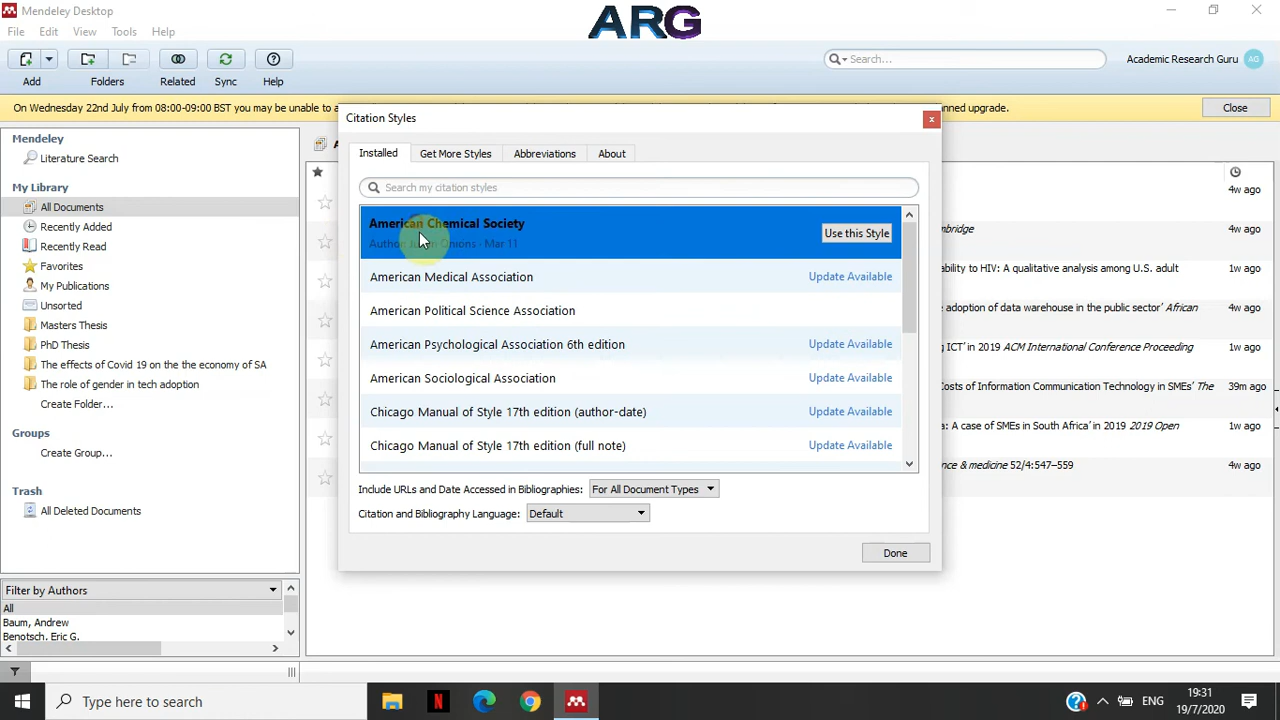 Mendeley Desktop
ARG
File Edit View Tools Help
Search...
Academic Research Guru AG
Add Folders Related Sync Help
On Wednesday 22nd July from 08:00-09:00 BST you may be unable to a
nned upgrade.
Close
Mendeley
Literature Search
My Library
All Documents
Recently Added
Recently Read
Favorites
My Publications
Unsorted
Masters Thesis
PhD Thesis
The effects of Covid 19 on the the economy of SA
The role of gender in tech adoption
Create Folder...
Groups
Create Group...
Trash
All Deleted Documents
Filter by Authors
All
Baum, Andrew
Benotsch, Eric G.
Citation Styles
x
Installed Get More Styles Abbreviations About
Search my citation styles
American Chemical Society
Author Julian Onions - Mar 11
Use this Style
American Medical Association Update Available
American Political Science Association
American Psychological Association 6th edition Update Available
American Sociological Association Update Available
Chicago Manual of Style 17th edition (author-date) Update Available
Chicago Manual of Style 17th edition (full note) Update Available
Include URLs and Date Accessed in Bibliographies: For All Document Types
Citation and Bibliography Language: Default
Done
4w ago
mbridge 4w ago
ability to HIV: A qualitative analysis among U.S. adult 1w ago
e adoption of data warehouse in the public sector' African 4w ago
g ICT' in 2019 ACM International Conference Proceeding 4w ago
Costs of Information Communication Technology in SMEs' The 39m ago
a: A case of SMEs in South Africa' in 2019 2019 Open 4w ago
nce & medicine 52/4:547–559 4w ago
Type here to search
N
ENG
19:31
19/7/2020